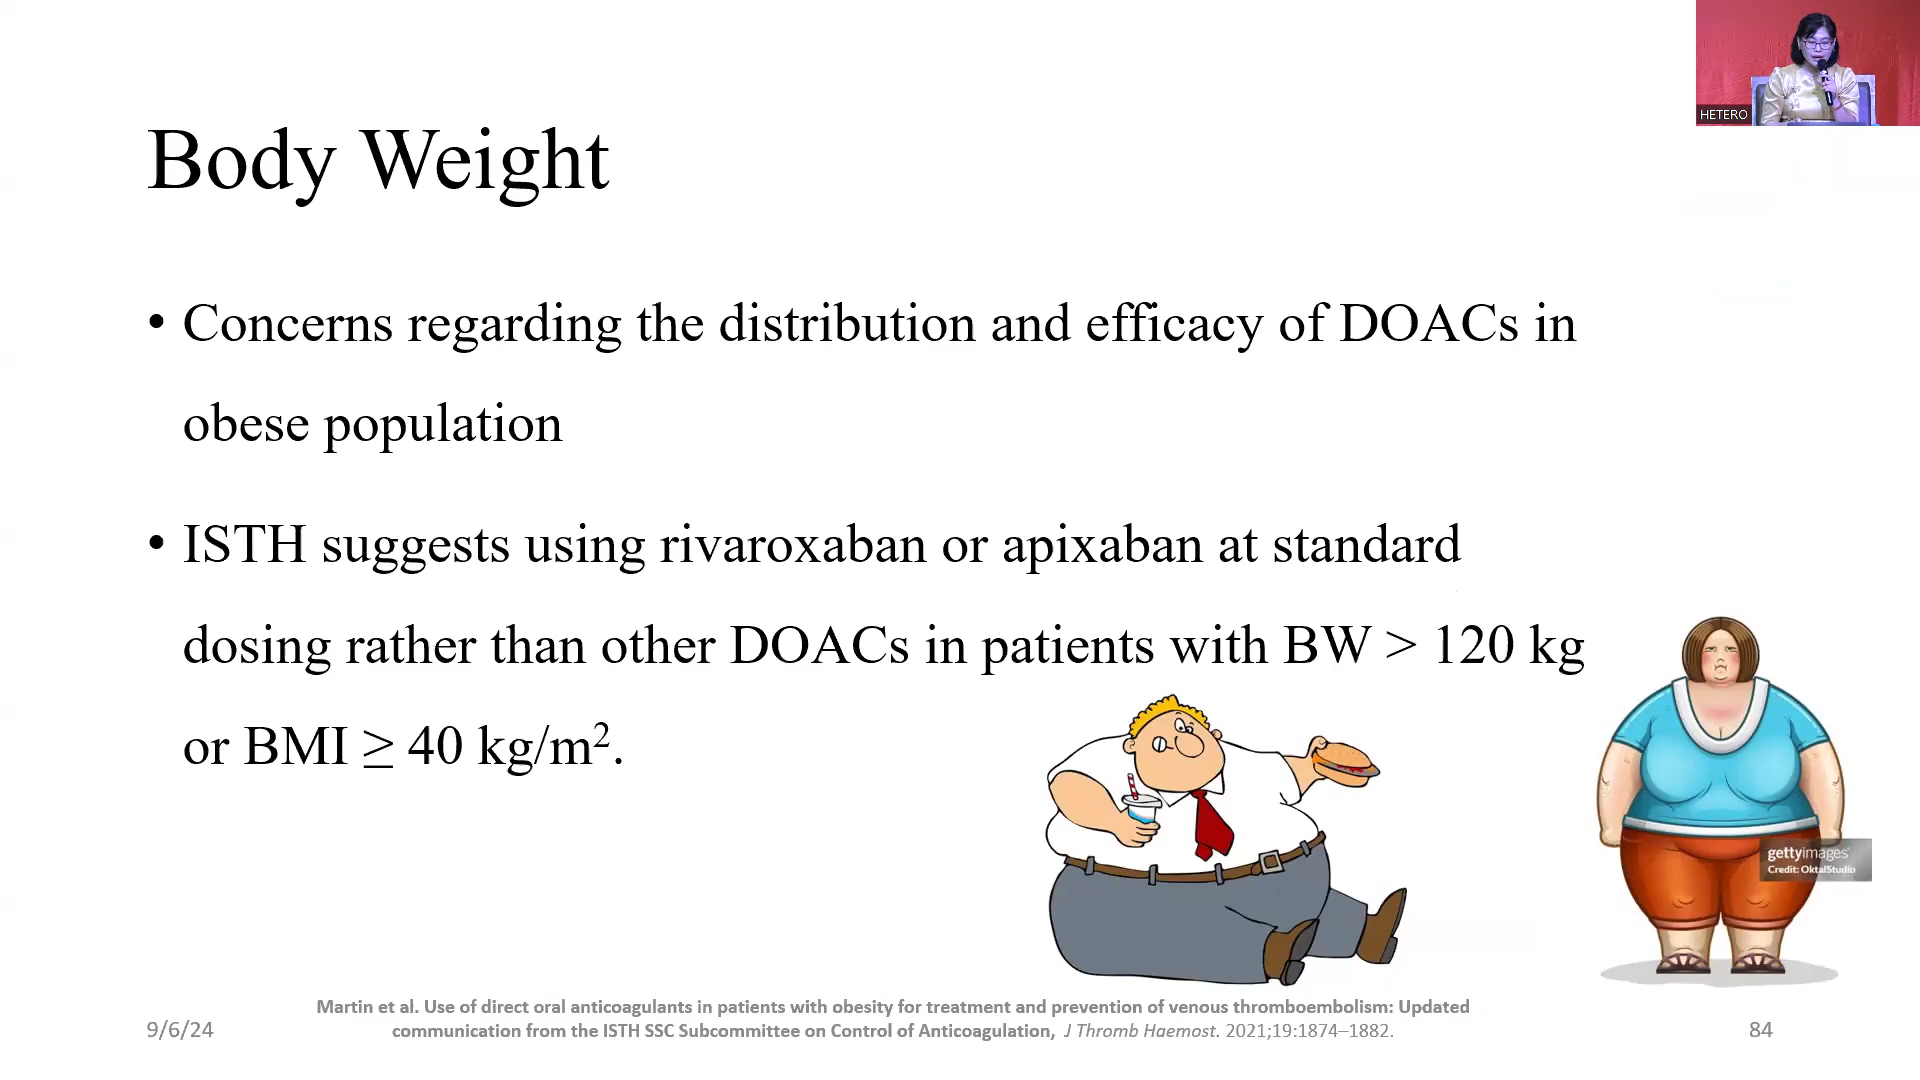 HETERO
Body Weight
• Concerns regarding the distribution and efficacy of DOACs in
obese population
• ISTH suggests using rivaroxaban or apixaban at standard
dosing rather than other DOACs in patients with BW > 120 kg
or BMI ≥ 40 kg/m².
gettyimages®
Credit: OktalStudio
Martin et al. Use of direct oral anticoagulants in patients with obesity for treatment and prevention of venous thromboembolism: Updated
communication from the ISTH SSC Subcommittee on Control of Anticoagulation, J Thromb Haemost. 2021;19:1874–1882.
9/6/24
84